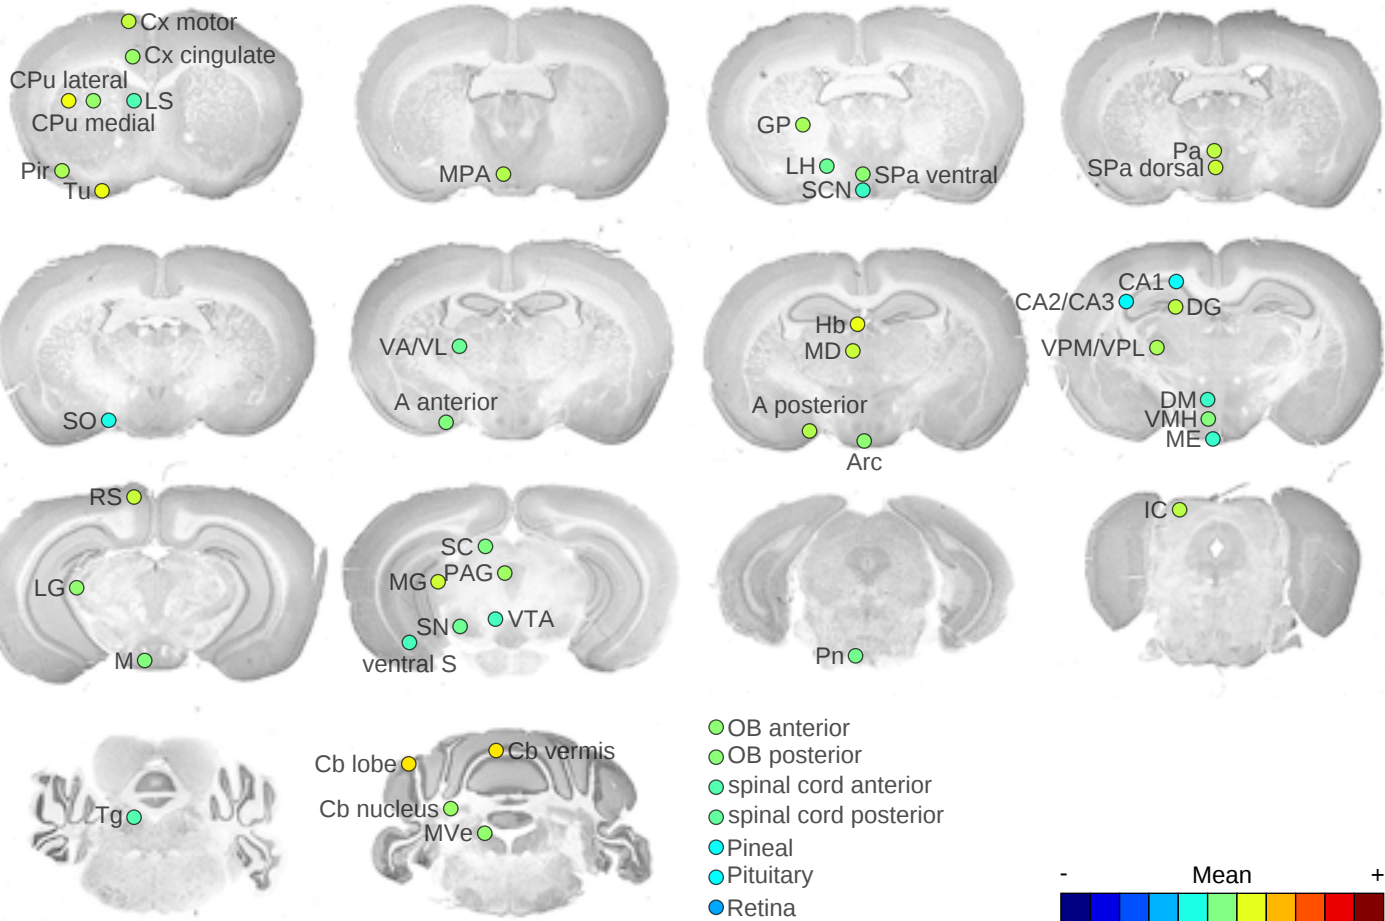 Cx motor
Cx cingulate
CPu lateral
LS
CPu medial
Pir
Tu
MPA
GP
LH
SPa ventral
SCN
Pa
SPa dorsal
SO
VA/VL
A anterior
Hb
MD
A posterior
Arc
CA1
CA2/CA3
DG
VPM/VPL
DM
VMH
ME
RS
LG
M
SC
MG
PAG
SN
VTA
ventral S
Pn
IC
Tg
Cb lobe
Cb vermis
Cb nucleus
MVe
OB anterior
OB posterior
spinal cord anterior
spinal cord posterior
Pineal
Pituitary
Retina
- Mean +